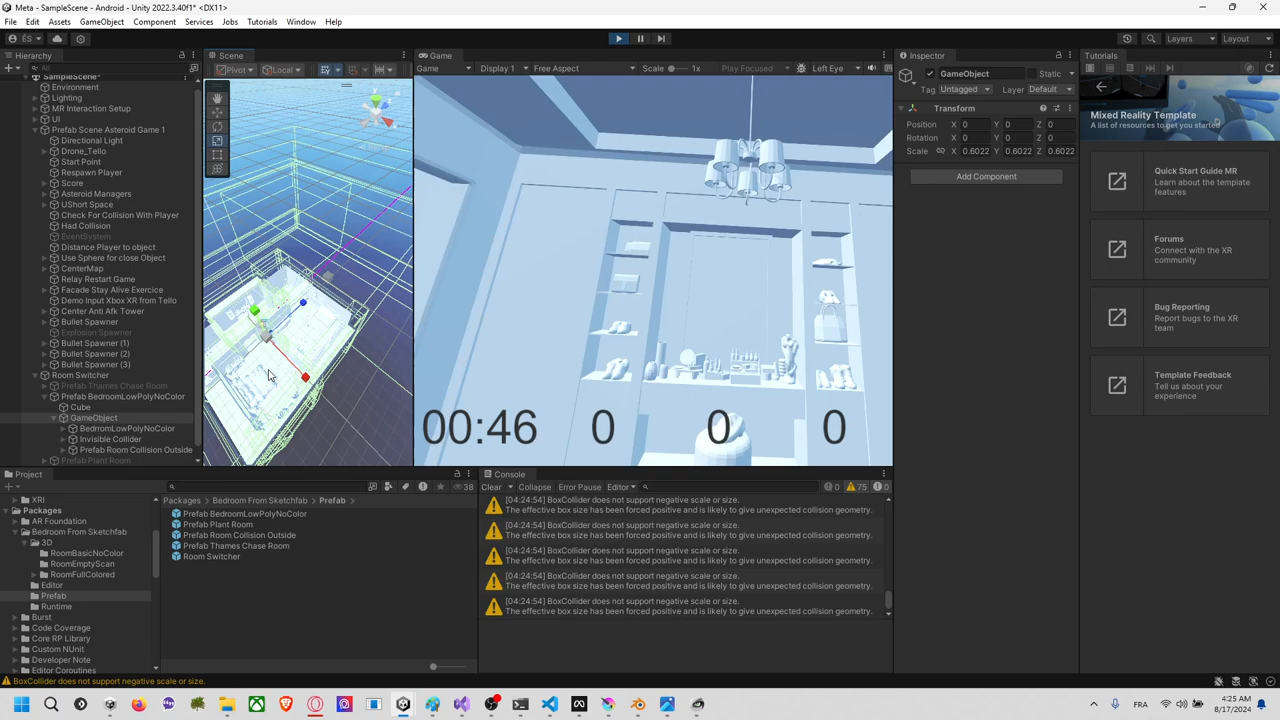 Meta - SampleScene - Android - Unity 2022.3.40f1* <DX11>
File Edit Assets GameObject Component Services Jobs Tutorials Window Help
ÉS
Layers Layout
Hierarchy
All
SampleScene*
Environment
Lighting
MR Interaction Setup
UI
Prefab Scene Asteroid Game 1
Directional Light
Drone_Tello
Start Point
Respawn Player
Score
Asteroid Managers
UShort Space
Check For Collision With Player
Had Collision
EventSystem
Distance Player to object
Use Sphere for close Object
CenterMap
Relay Restart Game
Facade Stay Alive Exercice
Demo Input Xbox XR from Tello
Center Anti Afk Tower
Bullet Spawner
Explosion Spawner
Bullet Spawner (1)
Bullet Spawner (2)
Bullet Spawner (3)
Room Switcher
Prefab Thames Chase Room
Prefab BedroomLowPolyNoColor
Cube
GameObject
BedrromLowPolyNoColor
Invisible Collider
Prefab Room Collision Outside
Prefab Plant Room
Scene
Pivot Local
Game
Game Display 1 Free Aspect Scale 1x Play Focused Left Eye
00:46 0 0 0
Inspector
GameObject Static
Tag Untagged Layer Default
Transform
Position X 0 Y 0 Z 0
Rotation X 0 Y 0 Z 0
Scale X 0.6022 Y 0.6022 Z 0.6022
Add Component
Tutorials
Mixed Reality Template
A list of resources to get you started
Quick Start Guide MR
Learn about the template
features
Forums
Connect with the XR
community
Bug Reporting
Report bugs to the XR
team
Template Feedback
Tell us about your
experience
Project
38
XRI
Packages
AR Foundation
Bedroom From Sketchfab
3D
RoomBasicNoColor
RoomEmptyScan
RoomFullColored
Editor
Prefab
Runtime
Burst
Code Coverage
Core RP Library
Custom NUnit
Developer Note
Editor Coroutines
Packages Bedroom From Sketchfab Prefab
Prefab BedroomLowPolyNoColor
Prefab Plant Room
Prefab Room Collision Outside
Prefab Thames Chase Room
Room Switcher
Console
Clear Collapse Error Pause Editor 0 75 0
[04:24:54] BoxCollider does not support negative scale or size.
The effective box size has been forced positive and is likely to give unexpected collision geometry.
[04:24:54] BoxCollider does not support negative scale or size.
The effective box size has been forced positive and is likely to give unexpected collision geometry.
[04:24:54] BoxCollider does not support negative scale or size.
The effective box size has been forced positive and is likely to give unexpected collision geometry.
[04:24:54] BoxCollider does not support negative scale or size.
The effective box size has been forced positive and is likely to give unexpected collision geometry.
[04:24:54] BoxCollider does not support negative scale or size.
The effective box size has been forced positive and is likely to give unexpected collision geometry.
BoxCollider does not support negative scale or size.
FRA
4:25 AM
8/17/2024